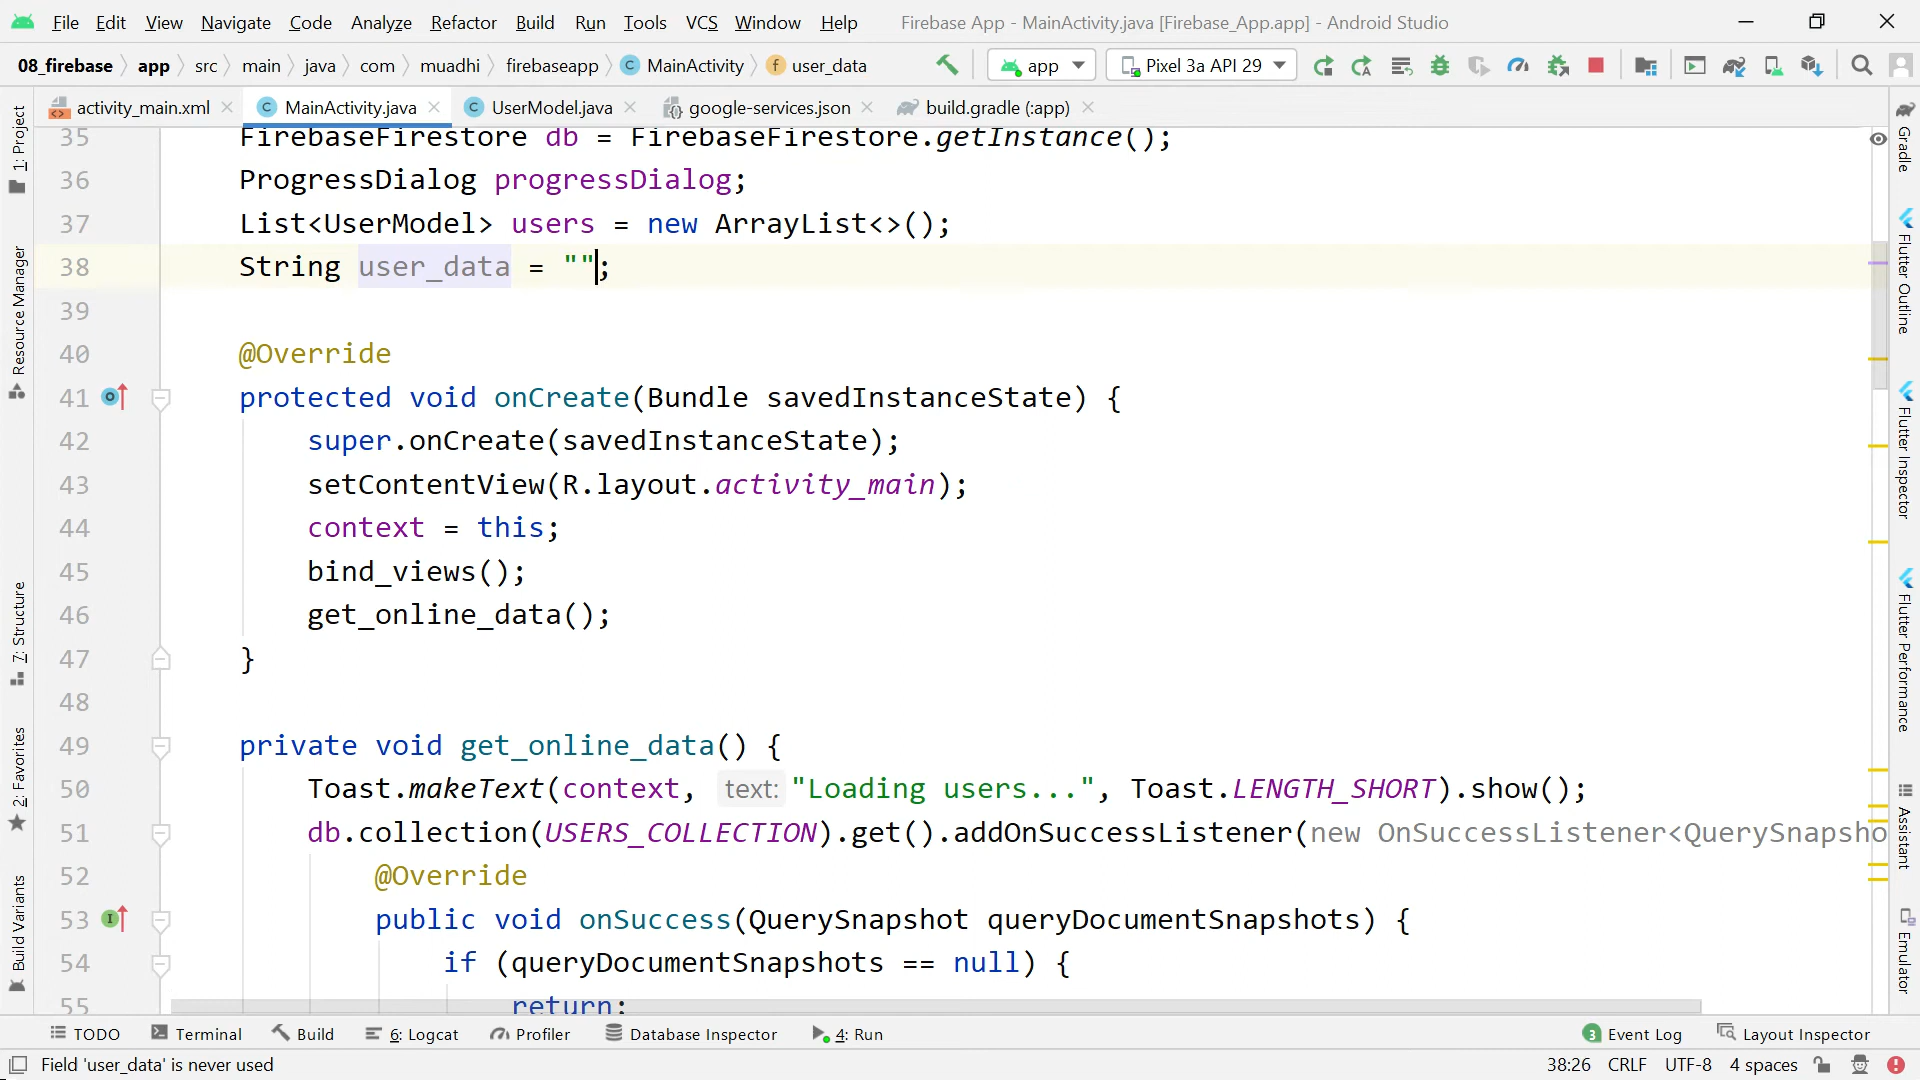 File Edit View Navigate Code Analyze Refactor Build Run Tools VCS Window Help Firebase App - MainActivity.java [Firebase_App.app] - Android Studio
08_firebase app src main java com muadhi firebaseapp MainActivity user_data app Pixel 3a API 29
activity_main.xml MainActivity.java UserModel.java google-services.json build.gradle (:app)
35 FirebaseFirestore db = FirebaseFirestore.getInstance();
36 ProgressDialog progressDialog;
37 List<UserModel> users = new ArrayList<>();
38 String user_data = "";
39
40 @Override
41 protected void onCreate(Bundle savedInstanceState) {
42 super.onCreate(savedInstanceState);
43 setContentView(R.layout.activity_main);
44 context = this;
45 bind_views();
46 get_online_data();
47 }
48
49 private void get_online_data() {
50 Toast.makeText(context, text: "Loading users...", Toast.LENGTH_SHORT).show();
51 db.collection(USERS_COLLECTION).get().addOnSuccessListener(new OnSuccessListener<QuerySnapsho
52 @Override
53 public void onSuccess(QuerySnapshot queryDocumentSnapshots) {
54 if (queryDocumentSnapshots == null) {
55 return;
1: Project
Resource Manager
7: Structure
2: Favorites
Build Variants
Gradle
Flutter Outline
Flutter Inspector
Flutter Performance
Assistant
Emulator
TODO Terminal Build 6: Logcat Profiler Database Inspector 4: Run 3 Event Log Layout Inspector
Field 'user_data' is never used 38:26 CRLF UTF-8 4 spaces